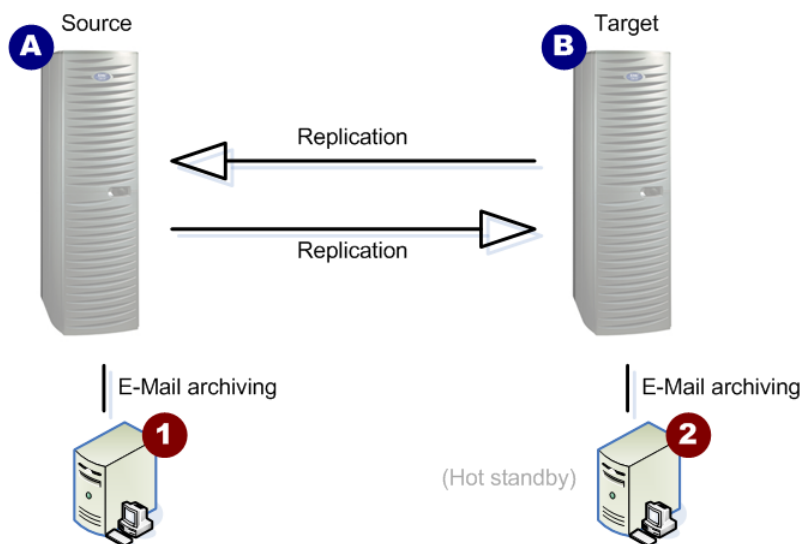 Source
Target
A
B
Replication
Replication
E-Mail archiving
E-Mail archiving
1
2
(Hot standby)